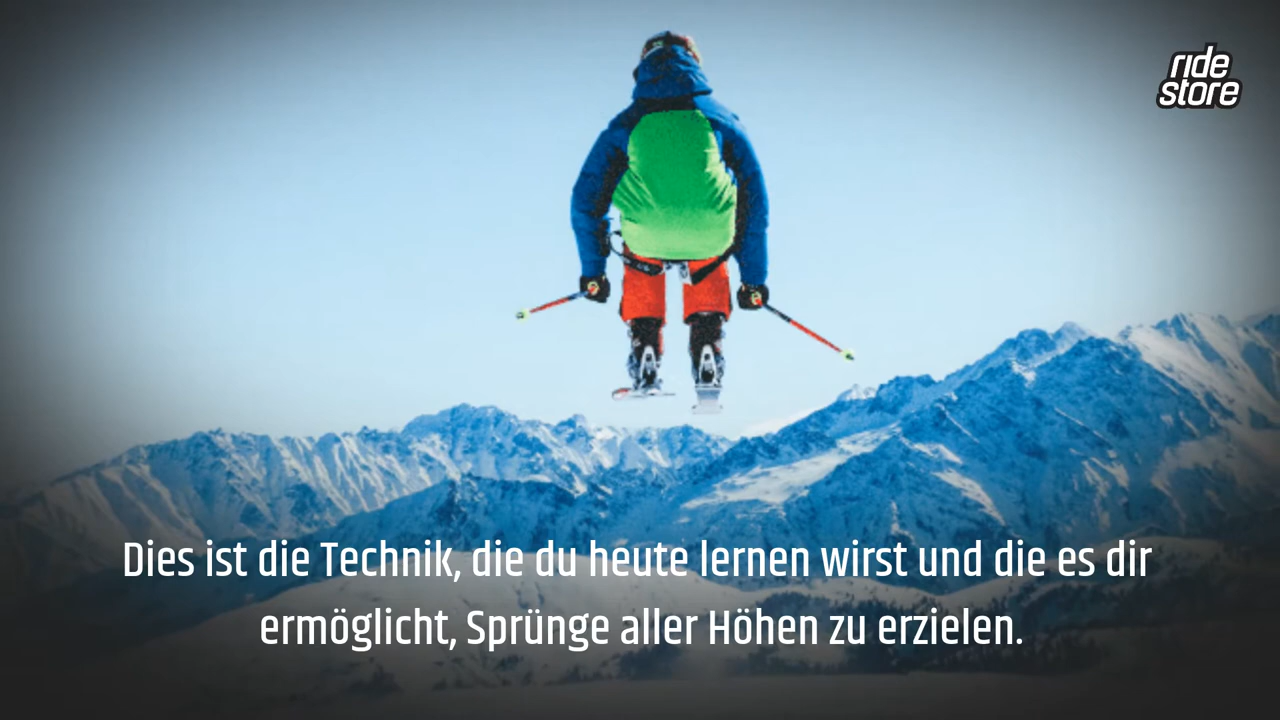 ride
store
Dies ist die Technik, die du heute lernen wirst und die es dir
ermöglicht, Sprünge aller Höhen zu erzielen.